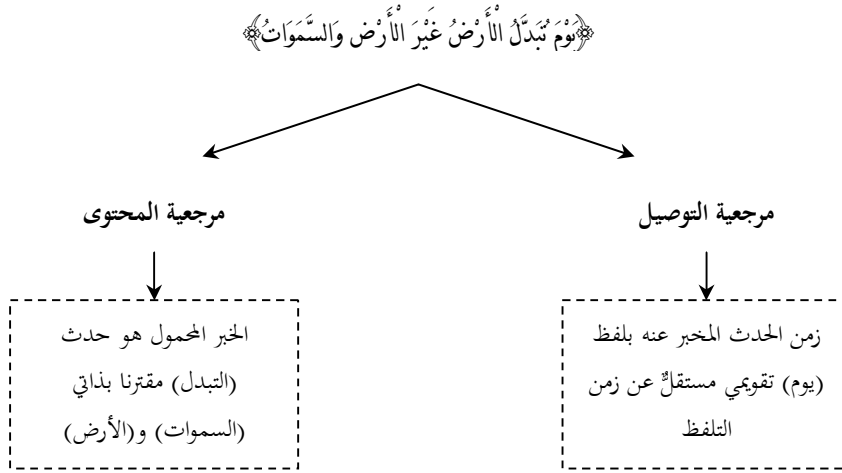 ﴿يَوْمَ تُبَدَّلُ الْأَرْضُ غَيْرَ الْأَرْضِ وَالسَّمَوَاتُ﴾
مرجعية التوصيل
زمن الحدث المخبر عنه بلفظ
(يوم) تقويمي مستقلٌّ عن زمن
التلفظ
مرجعية المحتوى
الخبر المحمول هو حدث
(التبدل) مقترنا بذاتي
(السموات) و(الأرض)